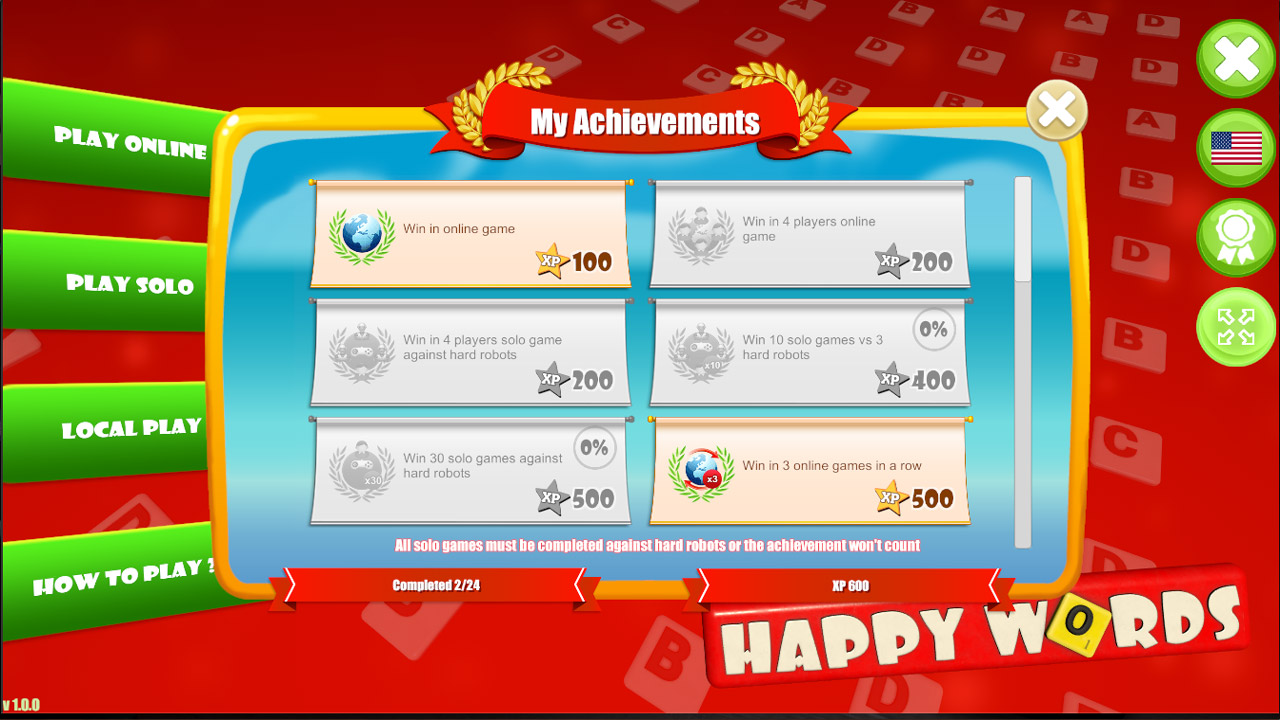 My Achievements
PLAY ONLINE
PLAY SOLO
LOCAL PLAY
HOW TO PLAY ?
Win in online game
XP 100
Win in 4 players online
game
XP 200
Win in 4 players solo game
against hard robots
XP 200
Win 10 solo games vs 3
hard robots
0%
x10
XP 400
Win 30 solo games against
hard robots
0%
x30
XP 500
Win in 3 online games in a row
x3
XP 500
All solo games must be completed against hard robots or the achievement won't count
Completed 2/24
XP 600
HAPPY WORDS
v 1.0.0